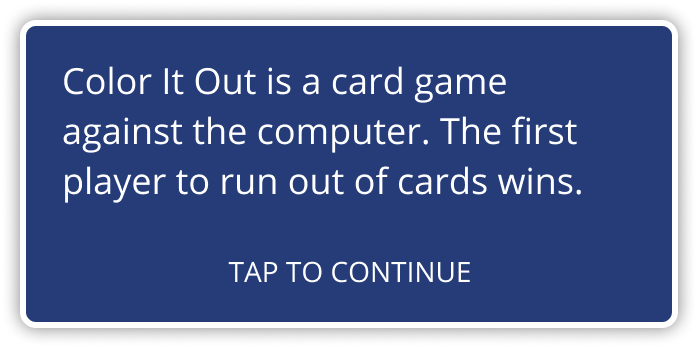 Color It Out is a card game
against the computer. The first
player to run out of cards wins.
TAP TO CONTINUE